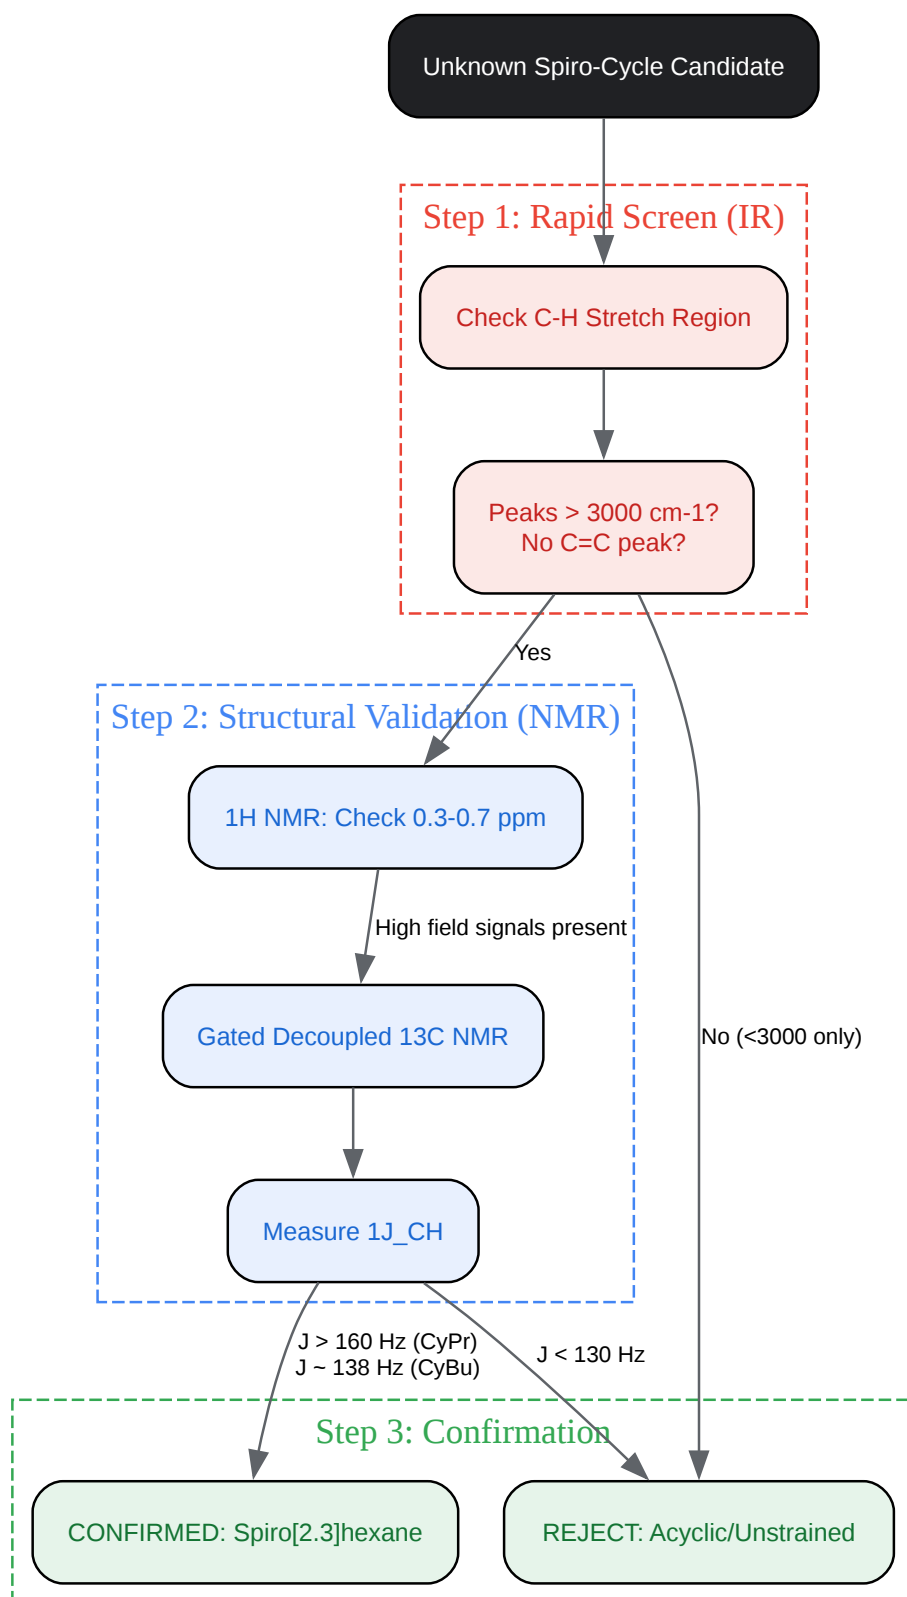 Unknown Spiro-Cycle Candidate
Step 1: Rapid Screen (IR)
Check C-H Stretch Region
Peaks > 3000 cm-1?
No C=C peak?
Yes
Step 2: Structural Validation (NMR)
1H NMR: Check 0.3-0.7 ppm
High field signals present
Gated Decoupled 13C NMR
No (<3000 only)
Measure 1J_CH
J > 160 Hz (CyPr)
J ~ 138 Hz (CyBu)
J < 130 Hz
Step 3: Confirmation
CONFIRMED: Spiro[2.3]hexane
REJECT: Acyclic/Unstrained